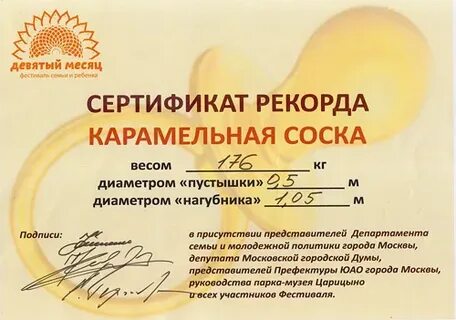 девятый месяц
фестиваль семьи и ребенка
СЕРТИФИКАТ РЕКОРДА
КАРАМЕЛЬНАЯ СОСКА
весом 176 кг
диаметром «пустышки» 0,5 м
диаметром «нагубника» 1,05 м
Подписи:
в присутствии представителей Департамента
семьи и молодежной политики города Москвы,
депутата Московской городской Думы,
представителей Префектуры ЮАО города Москвы,
руководства парка-музея Царицыно
и всех участников Фестиваля.